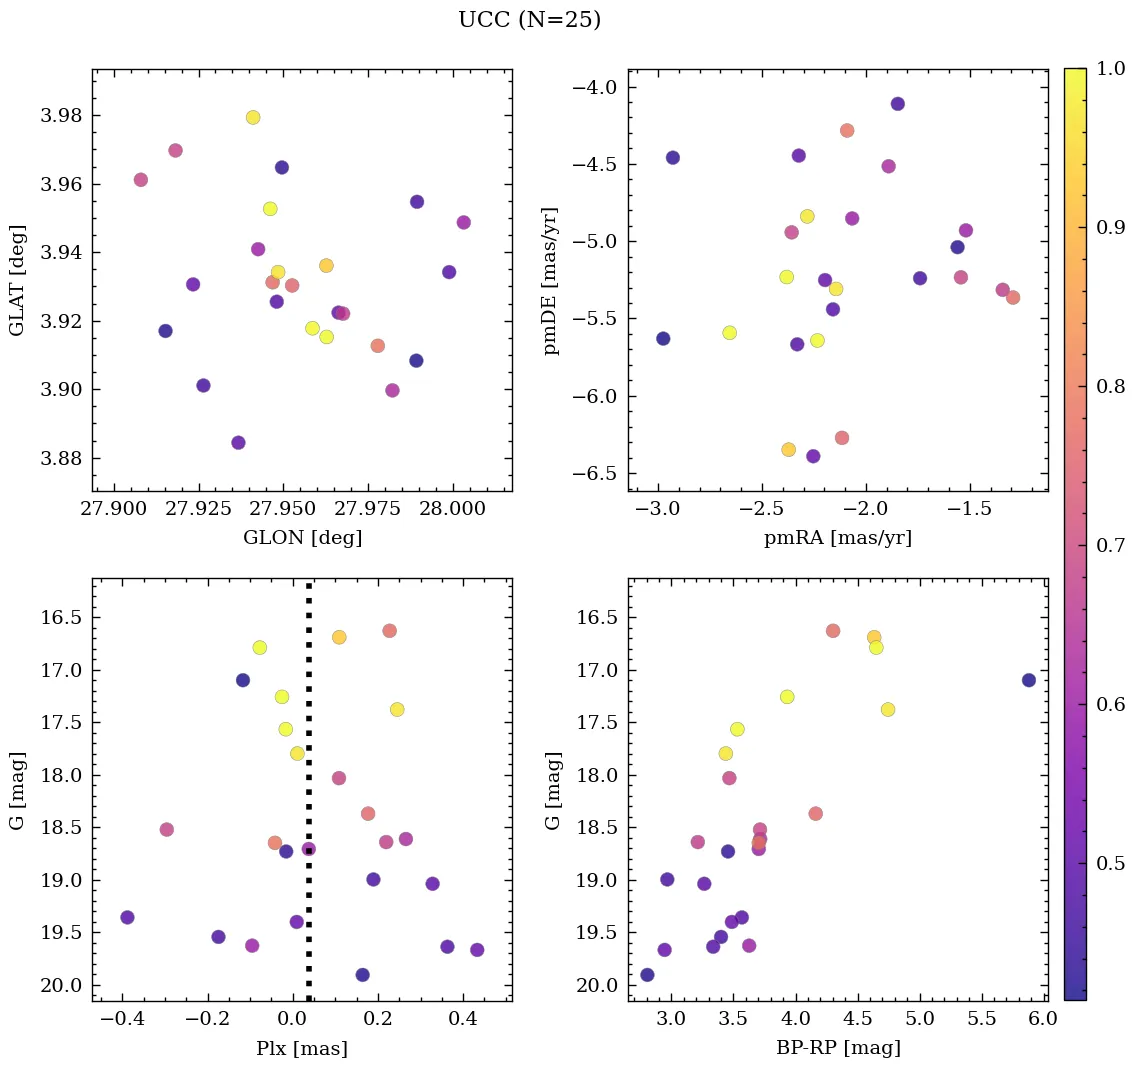 UCC (N=25)
3.98
3.96
3.94
3.92
3.90
3.88
GLAT [deg]
27.900 27.925 27.950 27.975 28.000
GLON [deg]
−4.0
−4.5
−5.0
−5.5
−6.0
−6.5
pmDE [mas/yr]
−3.0 −2.5 −2.0 −1.5
pmRA [mas/yr]
16.5
17.0
17.5
18.0
18.5
19.0
19.5
20.0
G [mag]
−0.4 −0.2 0.0 0.2 0.4
Plx [mas]
16.5
17.0
17.5
18.0
18.5
19.0
19.5
20.0
G [mag]
3.0 3.5 4.0 4.5 5.0 5.5 6.0
BP-RP [mag]
1.0
0.9
0.8
0.7
0.6
0.5